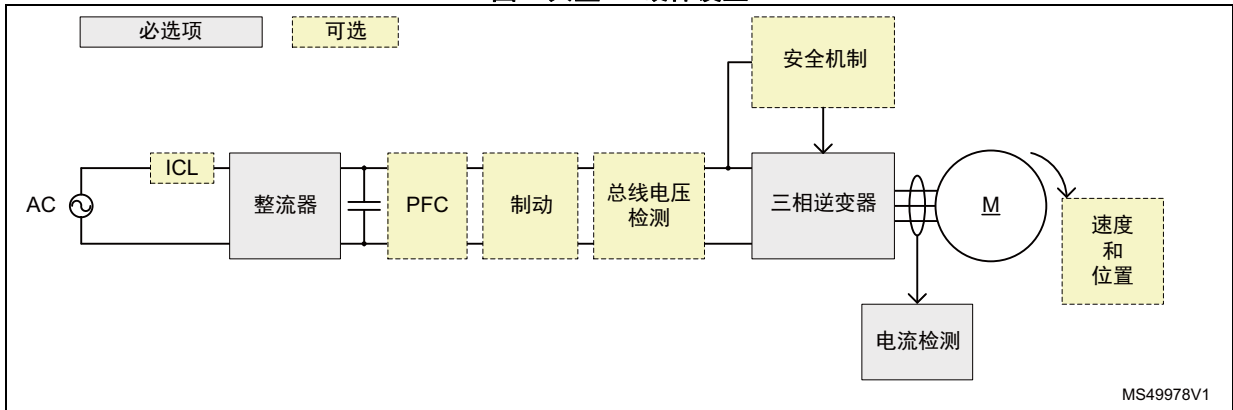 必选项
可选
安全机制
ICL
AC
整流器
PFC
制动
总线电压
检测
三相逆变器
M
速度
和
位置
电流检测
MS49978V1